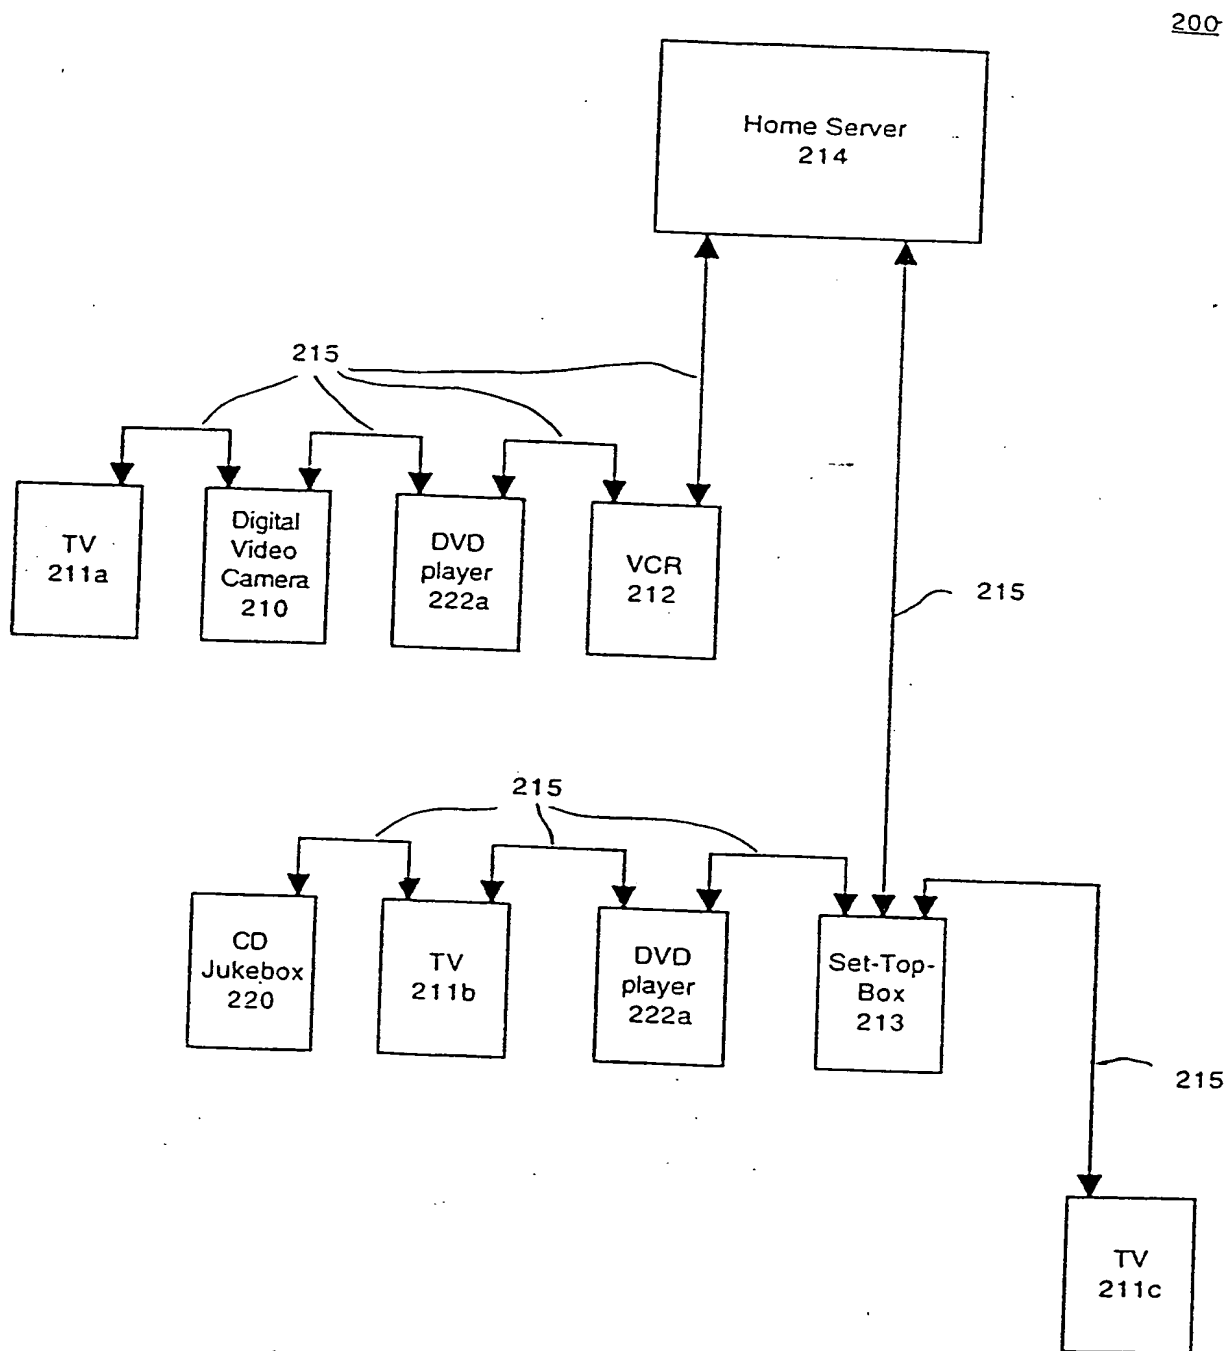 200
Home Server
214
215
TV
211a
Digital
Video
Camera
210
DVD
player
222a
VCR
212
215
215
CD
Jukebox
220
TV
211b
DVD
player
222a
Set-Top-
Box
213
215
TV
211c